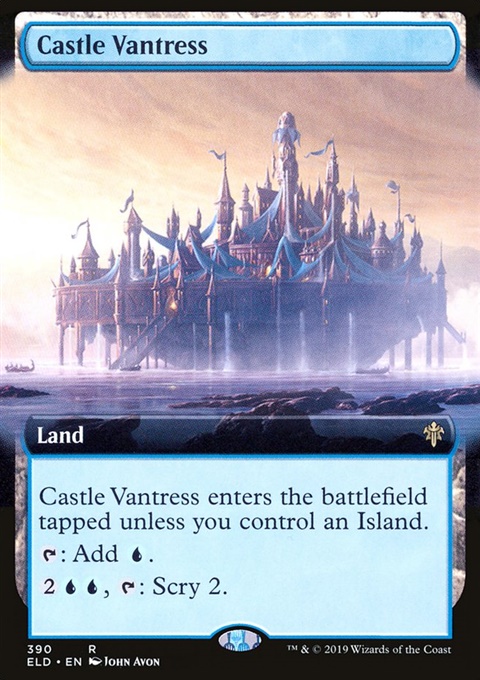 Castle Vantress
Land
Castle Vantress enters the battlefield
tapped unless you control an Island.
: Add .
2 , : Scry 2.
390 R
ELD • EN John Avon
™ & © 2019 Wizards of the Coast